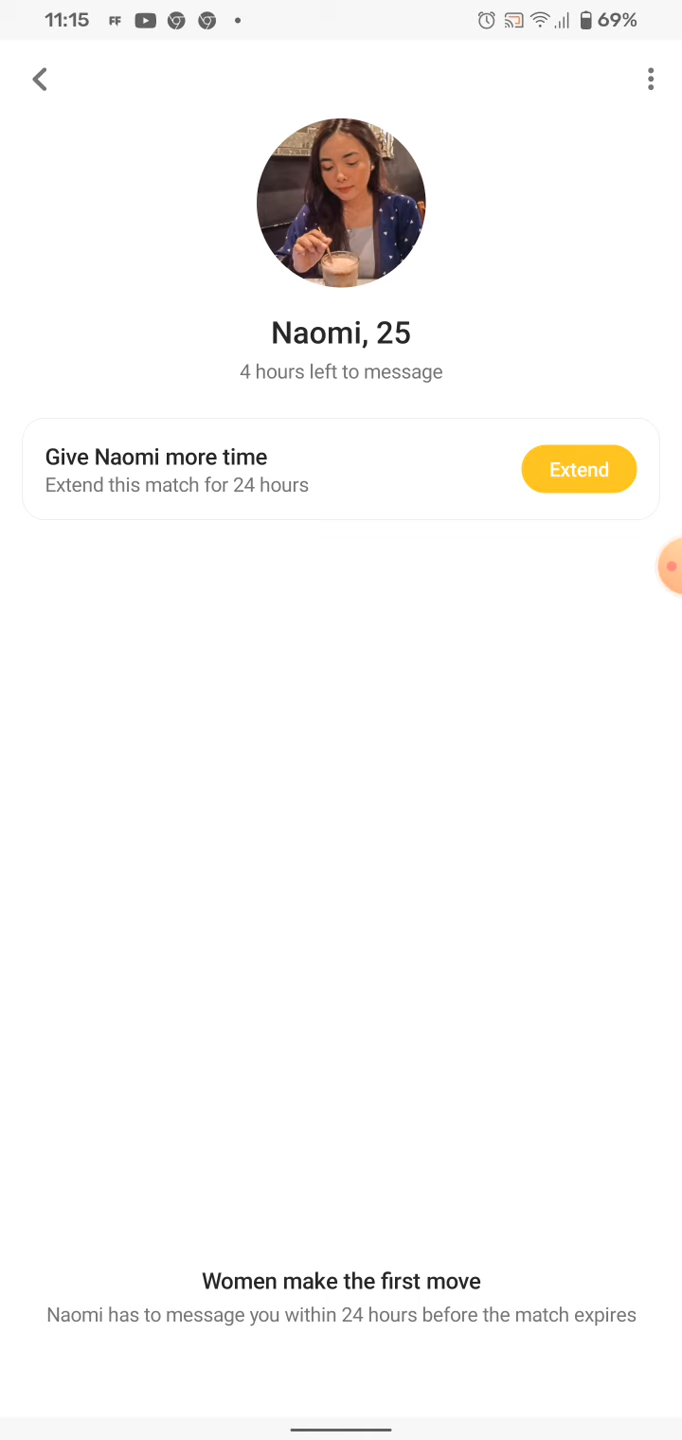 11:15 FF 69%
Naomi, 25
4 hours left to message
Give Naomi more time
Extend this match for 24 hours
Extend
Women make the first move
Naomi has to message you within 24 hours before the match expires